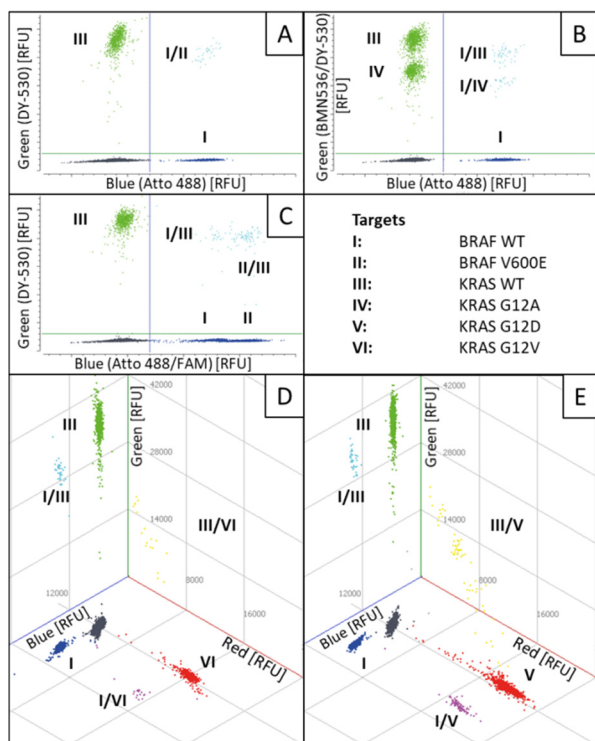 A
III
I/II
I
Green (DY-530) [RFU]
Blue (Atto 488) [RFU]
B
III
IV
I/III
I/IV
I
Green (BMN536/DY-530)
[RFU]
Blue (Atto 488) [RFU]
C
III
I/III
II/III
I II
Green (DY-530) [RFU]
Blue (Atto 488/FAM) [RFU]
Targets
I: BRAF WT
II: BRAF V600E
III: KRAS WT
IV: KRAS G12A
V: KRAS G12D
VI: KRAS G12V
D
42000
III
Green [RFU]
28000
I/III
14000
III/VI
12000
8000
16000
Blue [RFU]
Red [RFU]
I
VI
I/VI
E
42000
III
Green [RFU]
28000
I/III
14000
III/V
12000
8000
16000
Blue [RFU]
Red [RFU]
I
V
I/V